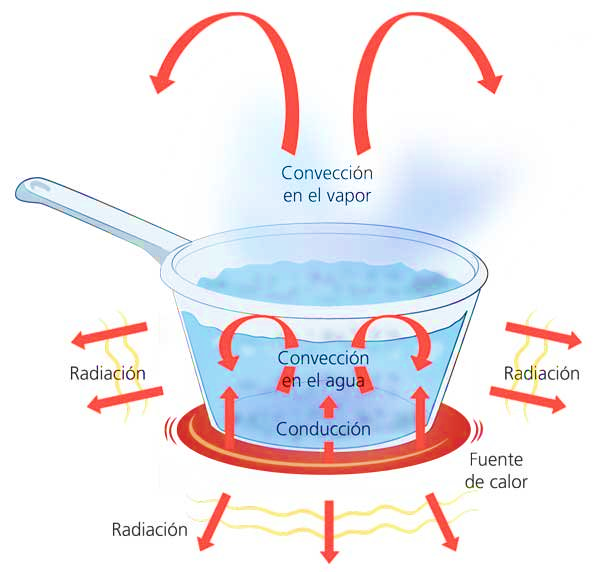 Convección
en el vapor
Convección
en el agua
Radiación
Radiación
Conducción
Fuente
de calor
Radiación